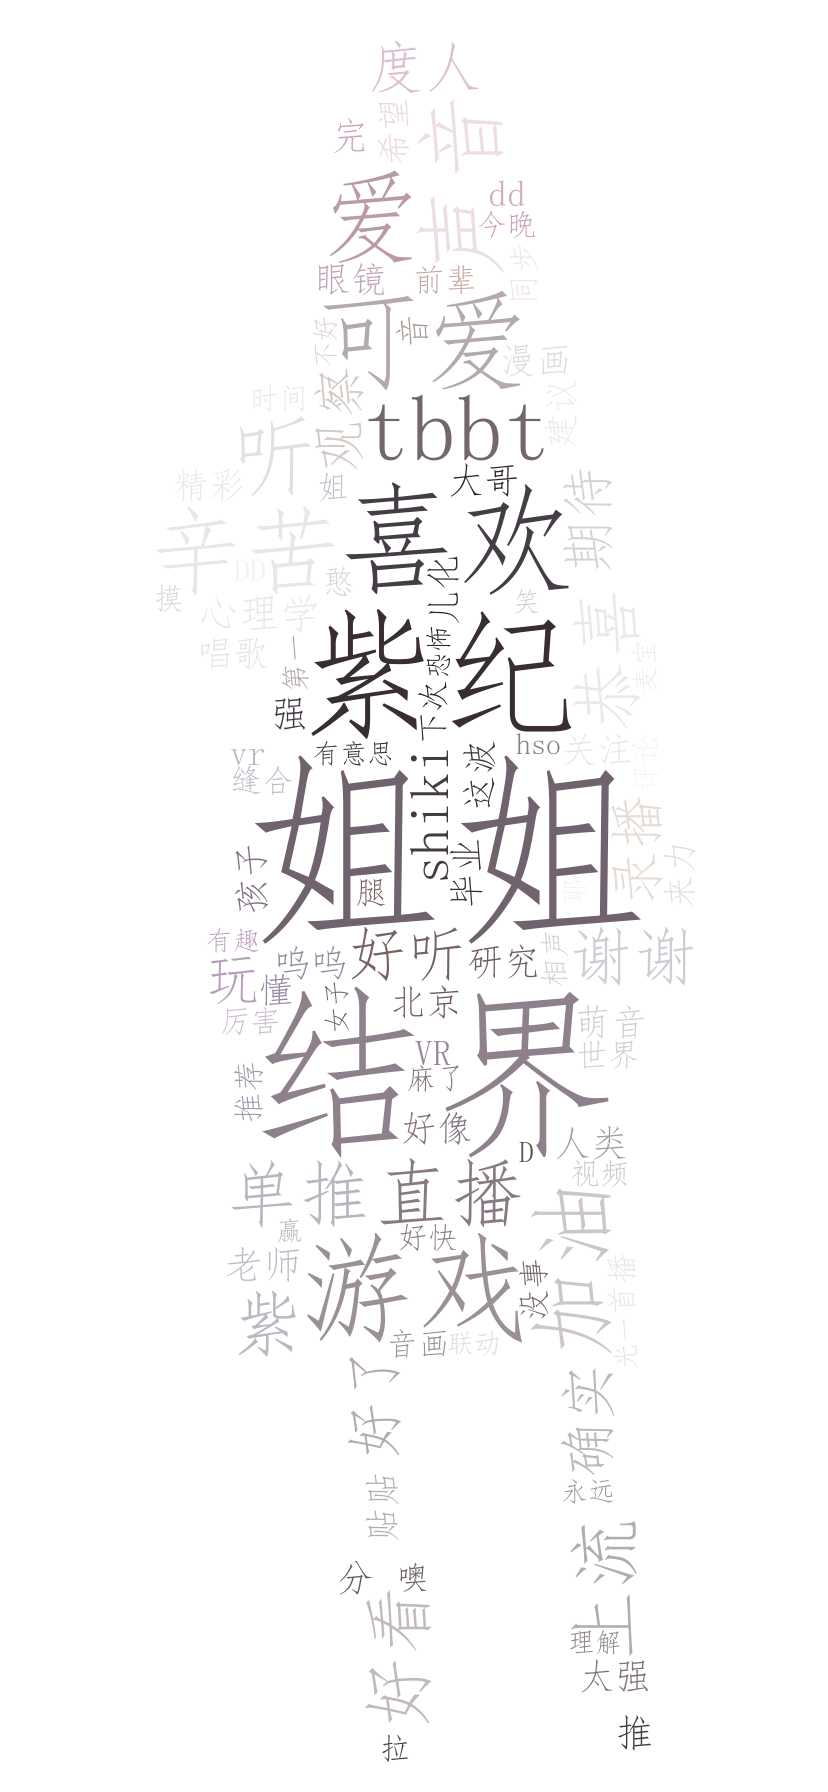 度人
希望
完
声音
爱
dd
今晚
眼镜
前辈
同步
可爱
不好
音
漫画
时间
观察
建议
tbbt
听
精彩
姐
大哥
期待
喜欢
辛苦
DD
憨
儿化
摸
心理学
笑
恭喜
唱歌
第一
恐怖
麦宝
紫纪
强
下次
vr
有意思
hso
关注
评论
缝合
shiki
这波
姐姐
录播
孩子
腿
毕业
耶
来力
有趣
呜呜
好听
研究
相声
谢谢
玩
懂
女子
北京
厉害
萌音
结界
VR
世界
推荐
麻了
好像
D
人类
视频
单推
直播
加油
赢
好快
老师
游戏
没事
光一首播
紫
音画
联动
好了
确实
贴贴
永远
上流
分
噢
好看
理解
太强
推
拉